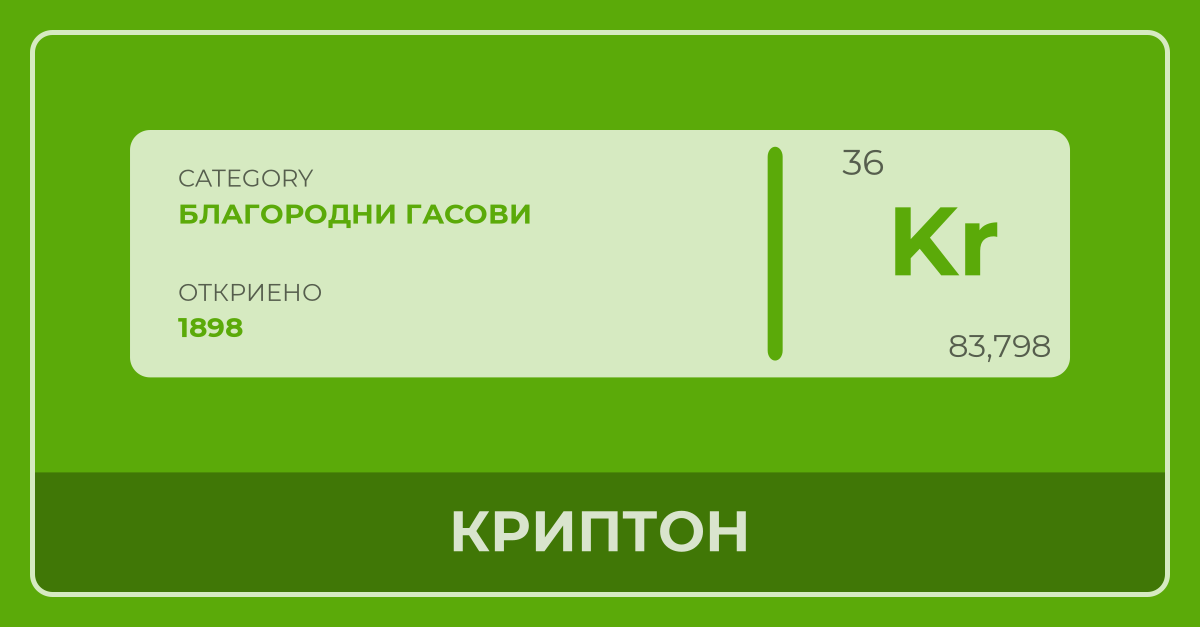 CATEGORY
БЛАГОРОДНИ ГАСОВИ
ОТКРИЕНО
1898
36
Kr
83,798
КРИПТОН